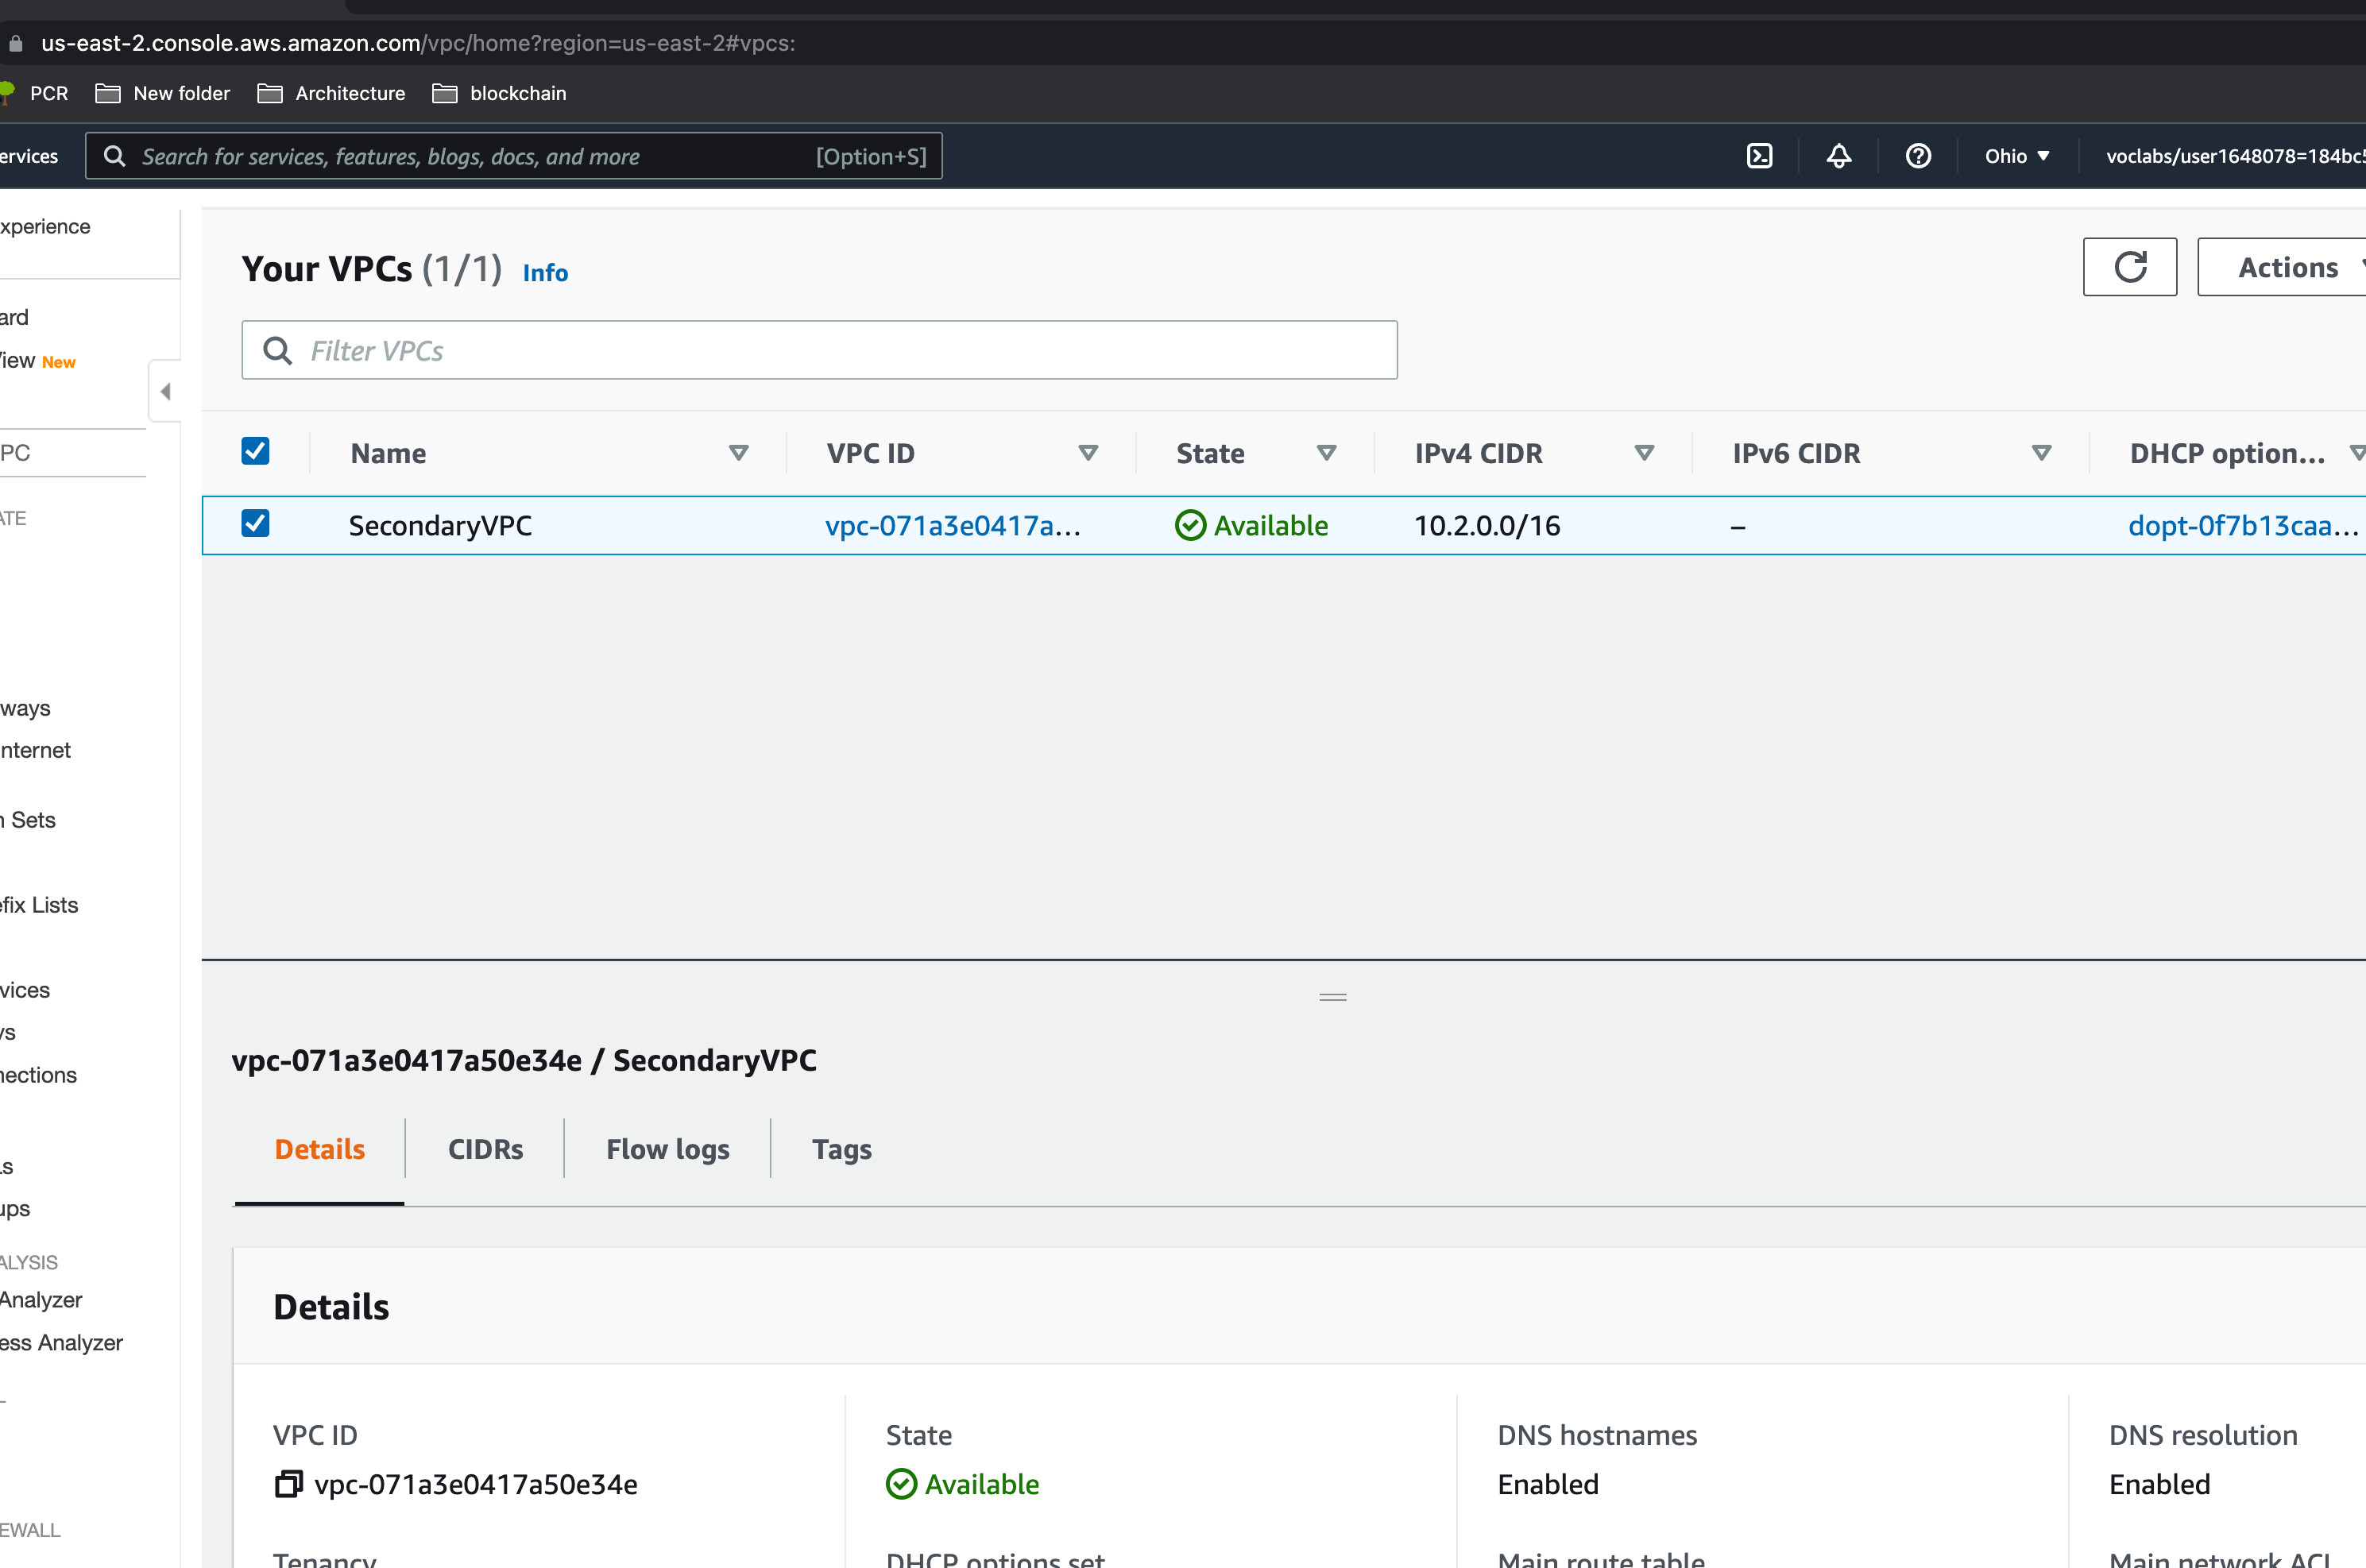 us-east-2.console.aws.amazon.com/vpc/home?region=us-east-2#vpcs:
PCR New folder Architecture blockchain
ervices Search for services, features, blogs, docs, and more [Option+S] Ohio voclabs/user1648078=184bc5
xperience
Your VPCs (1/1) Info Actions
ard
iew New
Filter VPCs
PC
Name VPC ID State IPv4 CIDR IPv6 CIDR DHCP option...
ATE
SecondaryVPC vpc-071a3e0417a... Available 10.2.0.0/16 – dopt-0f7b13caa...
ways
nternet
n Sets
efix Lists
vices
ys
nections
vpc-071a3e0417a50e34e / SecondaryVPC
Details CIDRs Flow logs Tags
Ls
ups
ALYSIS
Analyzer
ess Analyzer
Details
VPC ID State DNS hostnames DNS resolution
vpc-071a3e0417a50e34e Available Enabled Enabled
EWALL
Tenancy DHCP options set Main route table Main network ACL